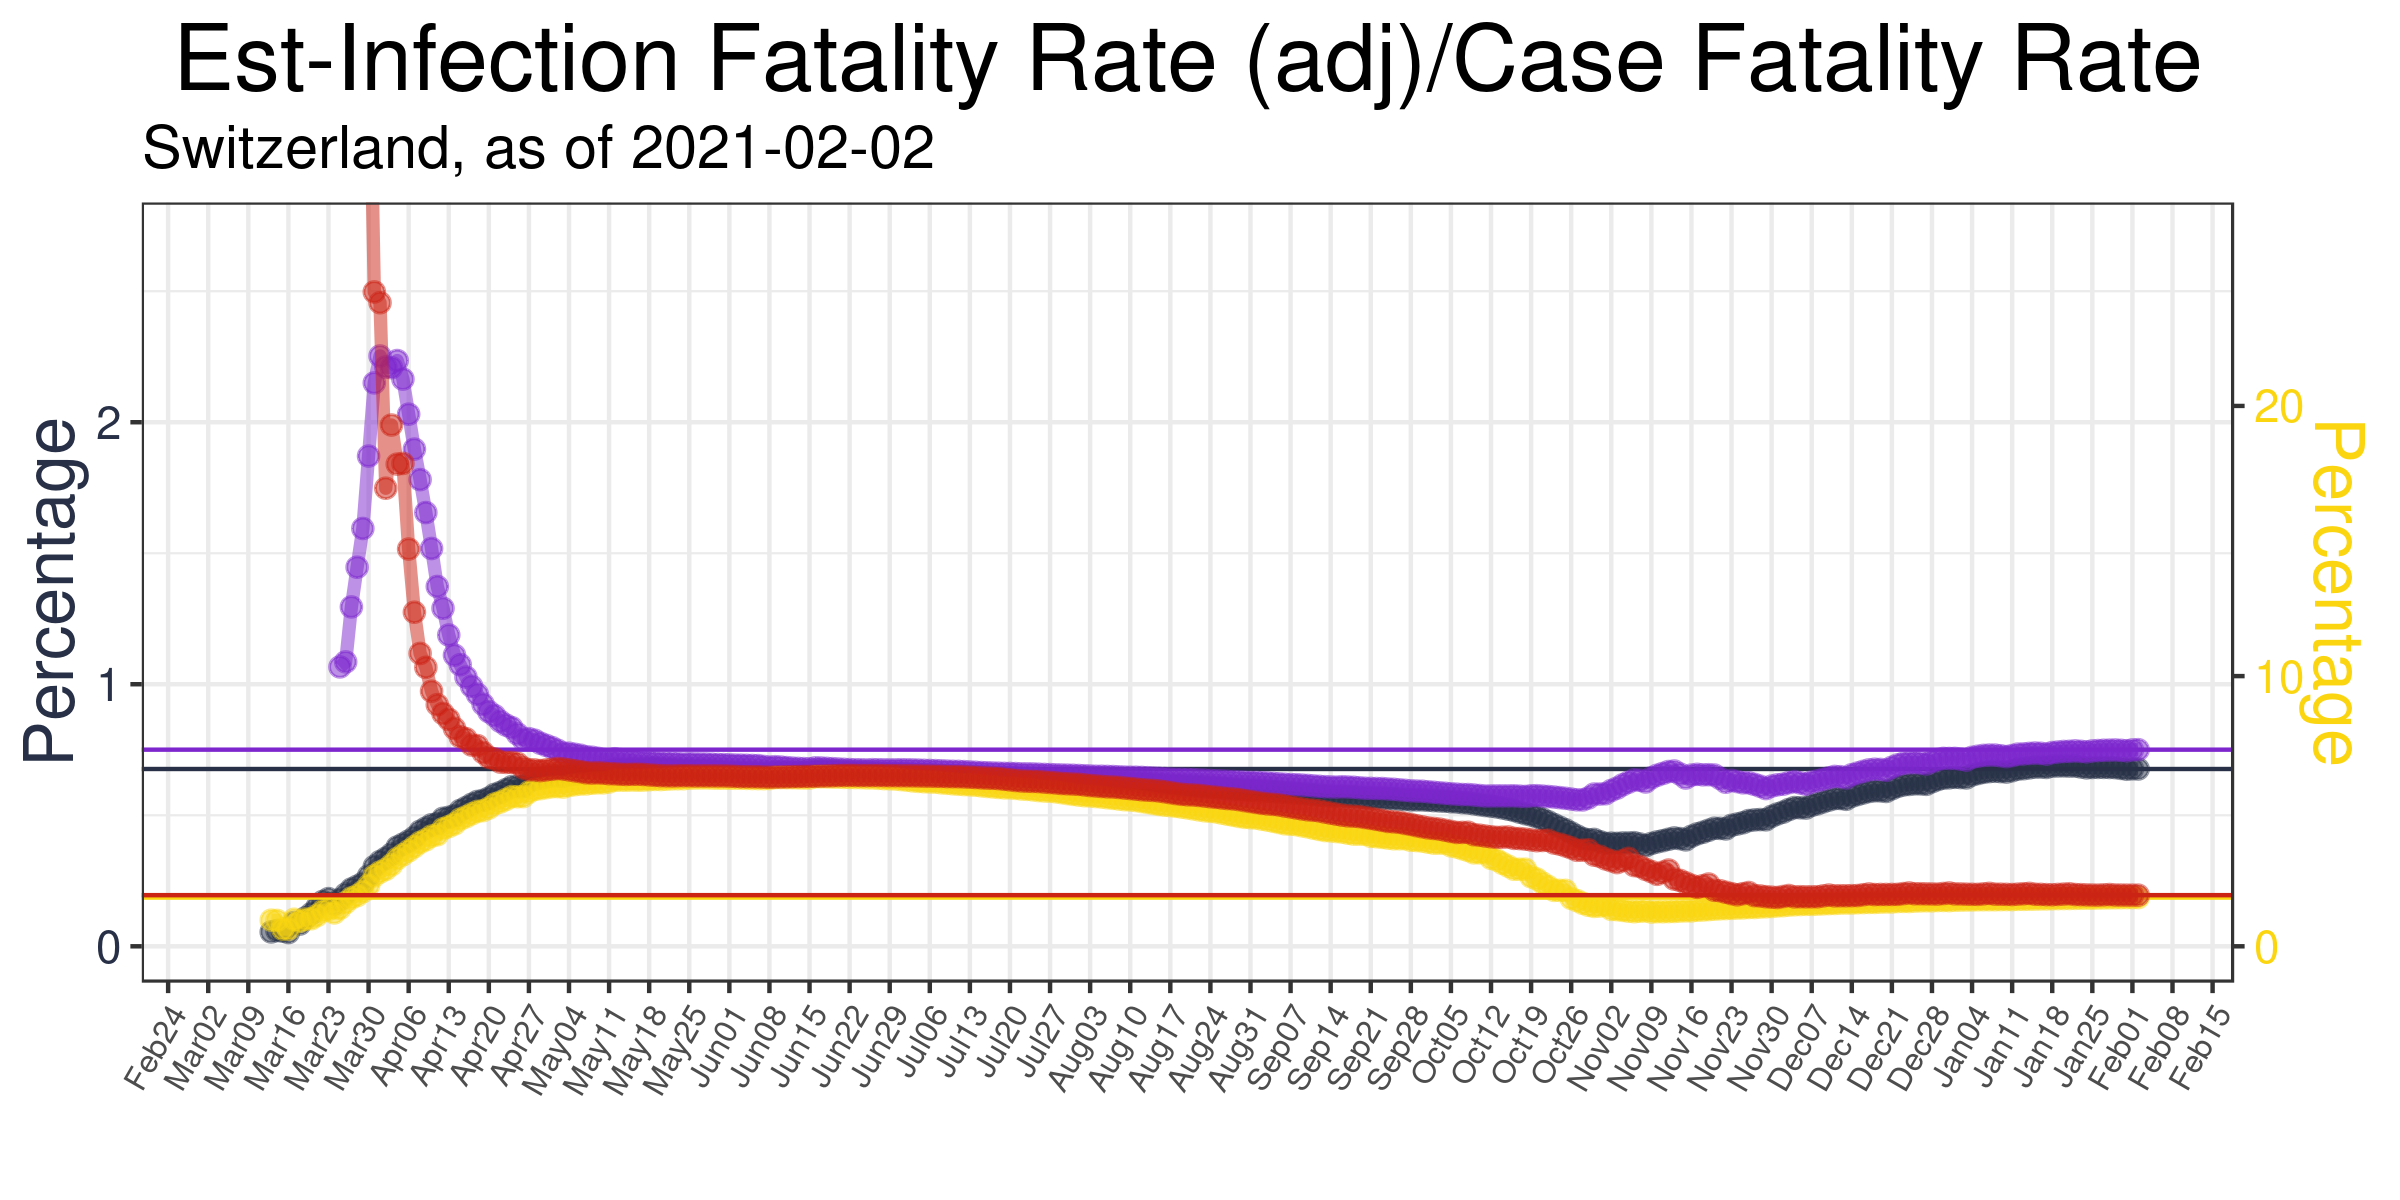 Est-Infection Fatality Rate (adj)/Case Fatality Rate
Switzerland, as of 2021-02-02
Percentage
2
1
0
20
10
0
Percentage
Feb24
Mar02
Mar09
Mar16
Mar23
Mar30
Apr06
Apr13
Apr20
Apr27
May04
May11
May18
May25
Jun01
Jun08
Jun15
Jun22
Jun29
Jul06
Jul13
Jul20
Jul27
Aug03
Aug10
Aug17
Aug24
Aug31
Sep07
Sep14
Sep21
Sep28
Oct05
Oct12
Oct19
Oct26
Nov02
Nov09
Nov16
Nov23
Nov30
Dec07
Dec14
Dec21
Dec28
Jan04
Jan11
Jan18
Jan25
Feb01
Feb08
Feb15